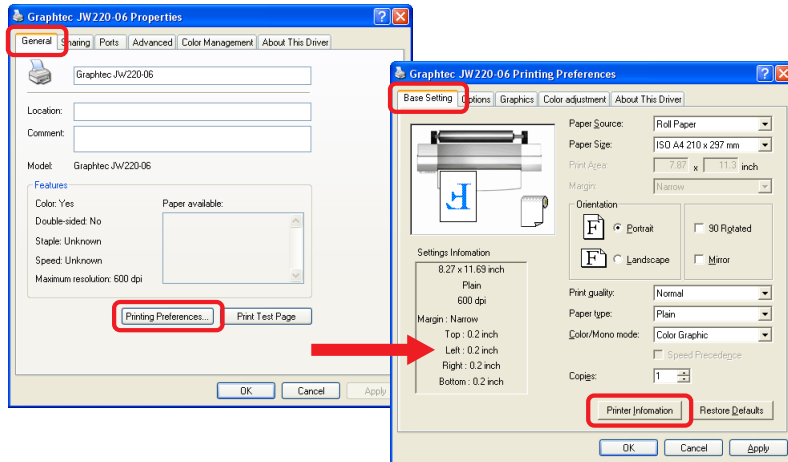 Graphtec JW220-06 Properties
General Sharing Ports Advanced Color Management About This Driver
Graphtec JW220-06
Location:
Comment:
Model: Graphtec JW220-06
Features
Color: Yes
Double-sided: No
Staple: Unknown
Speed: Unknown
Maximum resolution: 600 dpi
Paper available:
Printing Preferences... Print Test Page
OK Cancel Apply
Graphtec JW220-06 Printing Preferences
Base Setting Options Graphics Color adjustment About This Driver
F
Settings Infomation
8.27 x 11.69 inch
Plain
600 dpi
Margin : Narrow
Top : 0.2 inch
Left : 0.2 inch
Right : 0.2 inch
Bottom : 0.2 inch
Paper Source: Roll Paper
Paper Size: ISO A4 210 x 297 mm
Print Area: 7.87 x 11.3 inch
Margin: Narrow
Orientation
F Portrait 90 Rotated
F Landscape Mirror
Print quality: Normal
Paper type: Plain
Color/Mono mode: Color Graphic
Speed Precedence
Copies: 1
Printer Infomation Restore Defaults
OK Cancel Apply